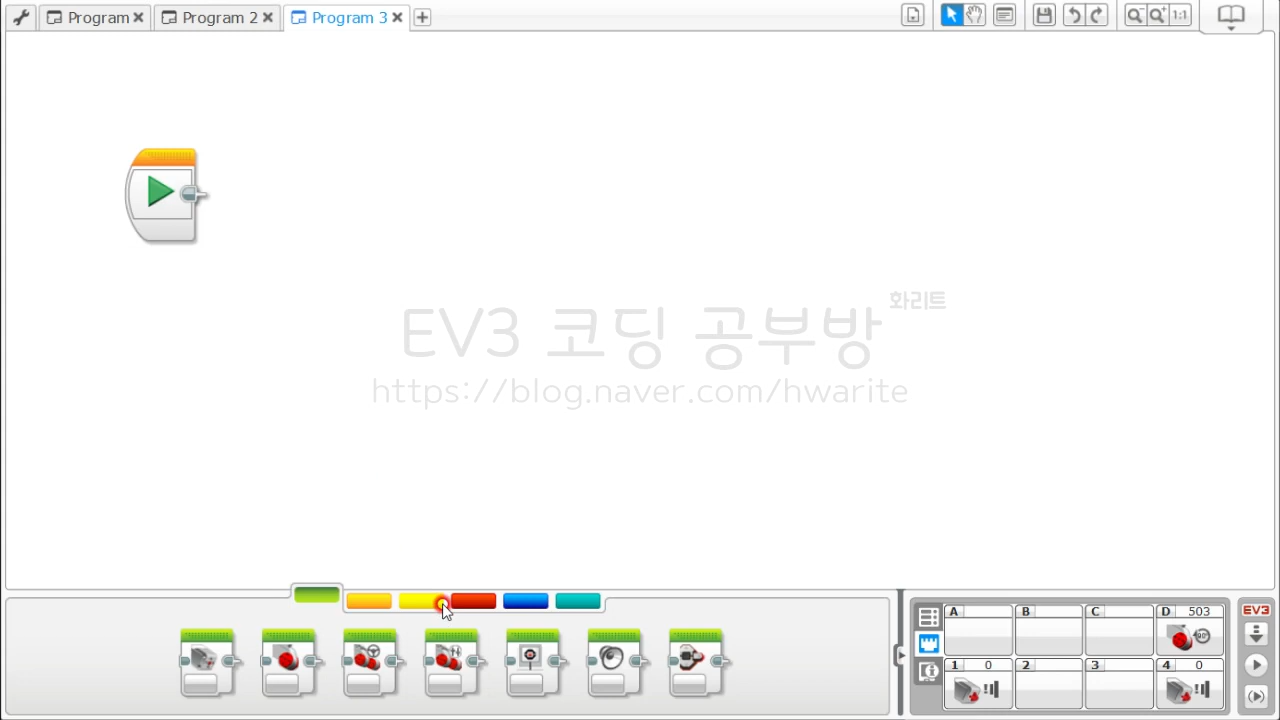 Program
Program 2
Program 3
1:1
EV3 코딩 공부방 화리트
https://blog.naver.com/hwarite
A
B
C
D 503
90°
EV3
1 0
2
3
4 0